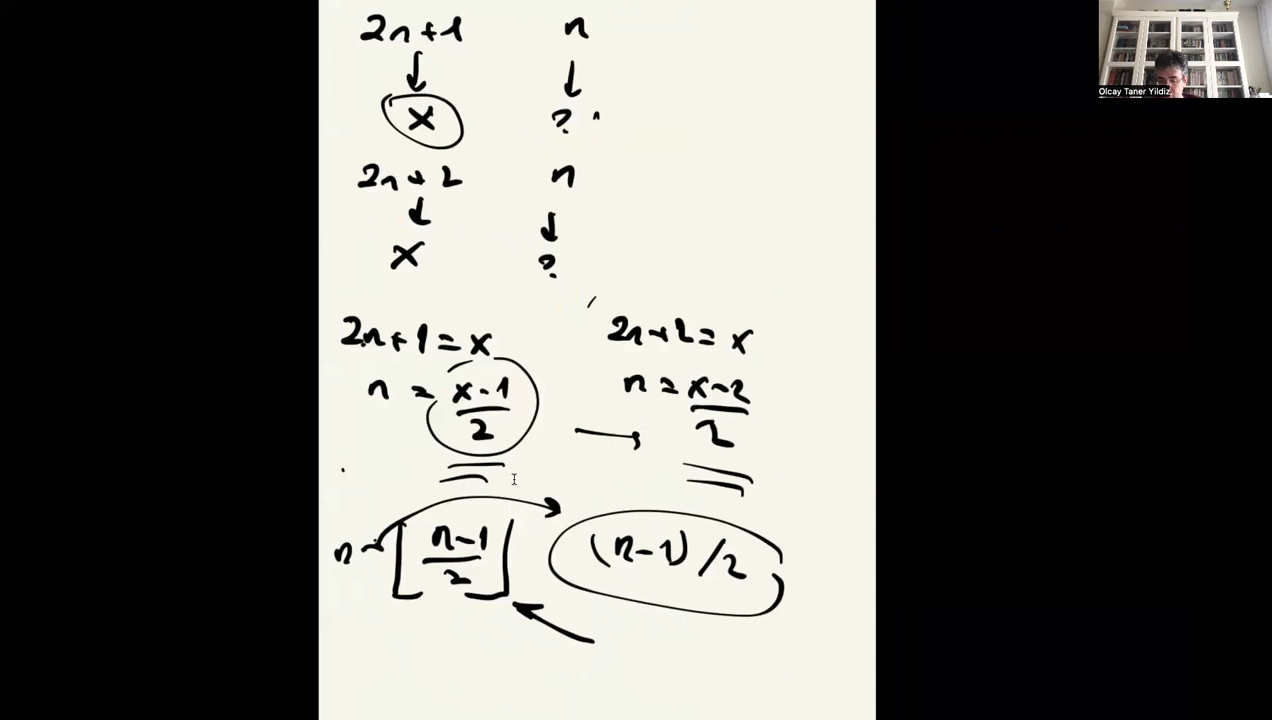 2n+1 n
↓ ↓
x ?
2n+2 n
↓ ↓
x ?
2n+1=x 2n+2=x
n = (x-1)/2 n = (x-2)/2
→
n → ⌊(n-1)/2⌋ (n-1)/2
Olcay Taner Yildiz